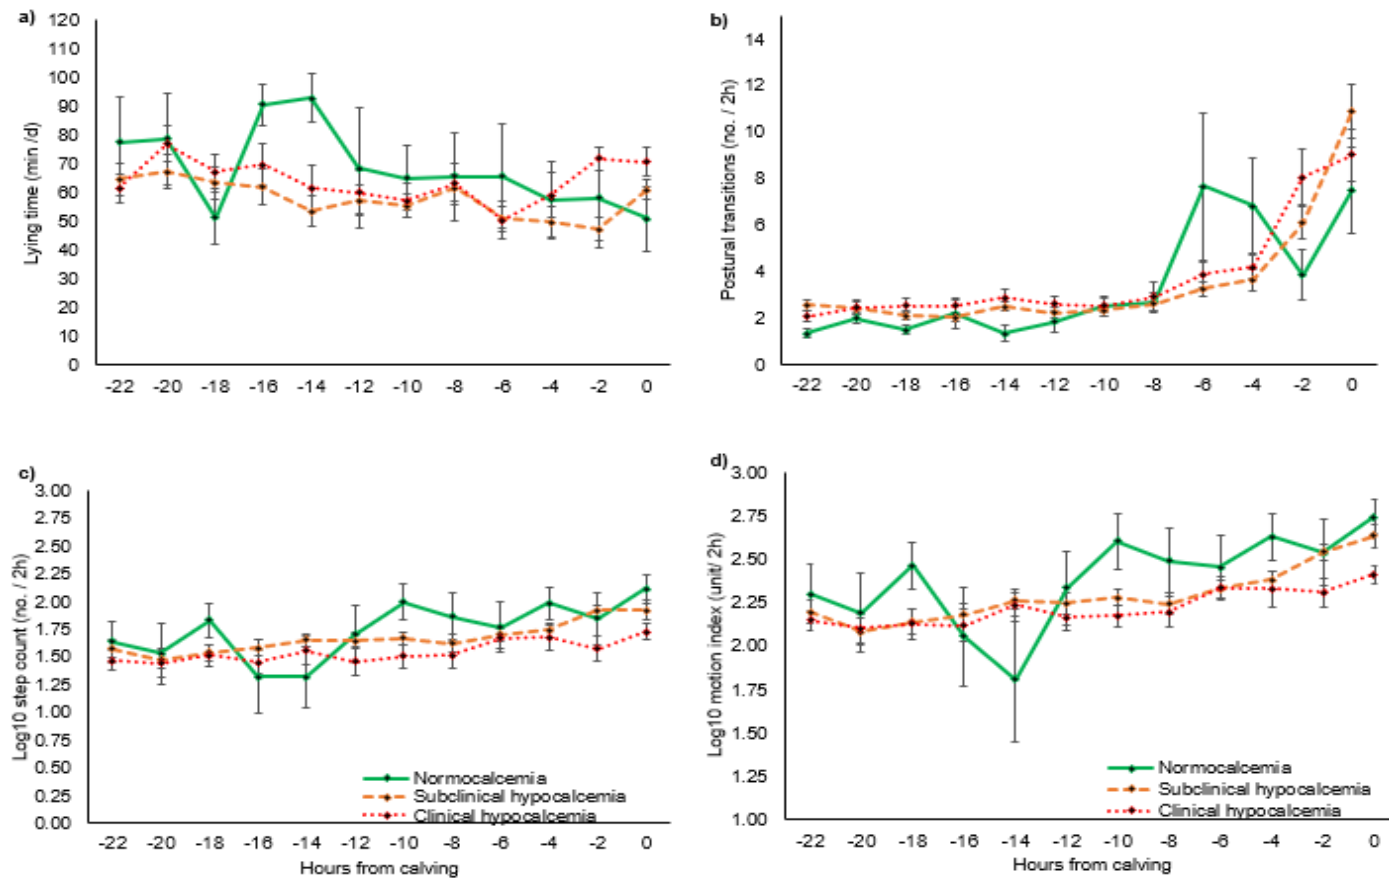 a)
Lying time (min /d)
120
110
100
90
80
70
60
50
40
30
20
10
0
-22 -20 -18 -16 -14 -12 -10 -8 -6 -4 -2 0
b)
Postural transitions (no. / 2h)
14
12
10
8
6
4
2
0
-22 -20 -18 -16 -14 -12 -10 -8 -6 -4 -2 0
c)
Log10 step count (no. / 2h)
3.00
2.75
2.50
2.25
2.00
1.75
1.50
1.25
1.00
0.75
0.50
0.25
0.00
Normocalcemia
Subclinical hypocalcemia
Clinical hypocalcemia
-22 -20 -18 -16 -14 -12 -10 -8 -6 -4 -2 0
Hours from calving
d)
Log10 motion index (unit/ 2h)
3.00
2.75
2.50
2.25
2.00
1.75
1.50
1.25
1.00
Normocalcemia
Subclinical hypocalcemia
Clinical hypocalcemia
-22 -20 -18 -16 -14 -12 -10 -8 -6 -4 -2 0
Hours from calving